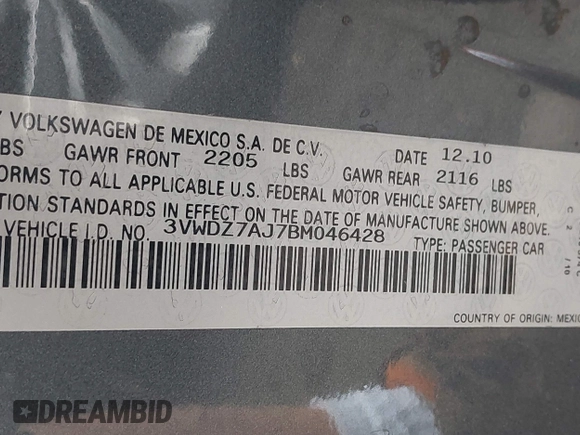 VOLKSWAGEN DE MEXICO S.A. DE C.V.
DATE 12.10
BS GAWR FRONT 2205 LBS GAWR REAR 2116 LBS
ORMS TO ALL APPLICABLE U.S. FEDERAL MOTOR VEHICLE SAFETY, BUMPER,
TION STANDARDS IN EFFECT ON THE DATE OF MANUFACTURE SHOWN ABOVE.
VEHICLE I.D. NO. 3VWDZ7AJ7BM046428 TYPE: PASSENGER CAR
COUNTRY OF ORIGIN: MEXIC
DREAMBID